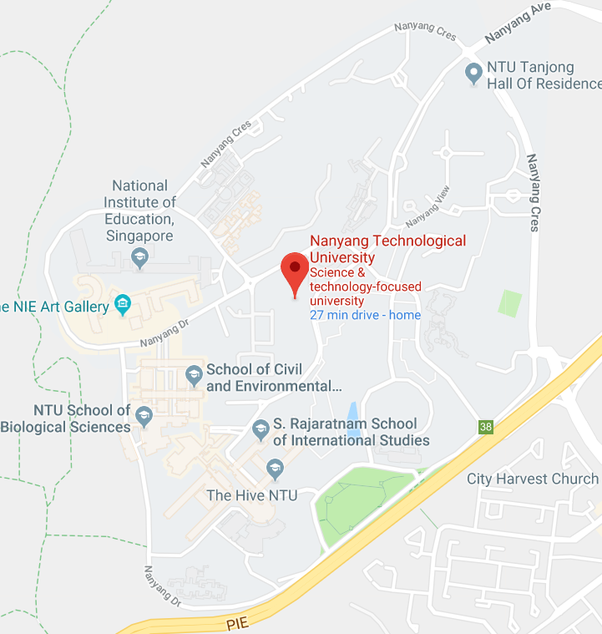 Nanyang Ave
Nanyang Cres
NTU Tanjong
Hall Of Residence
Nanyang Cres
Nanyang Cres
National
Institute of
Education,
Singapore
Nanyang View
Nanyang Technological
University
Science &
technology-focused
university
27 min drive - home
e NIE Art Gallery
Nanyang Dr
School of Civil
and Environmental...
NTU School of
Biological Sciences
S. Rajaratnam School
of International Studies
38
The Hive NTU
City Harvest Church
Nanyang Dr
PIE